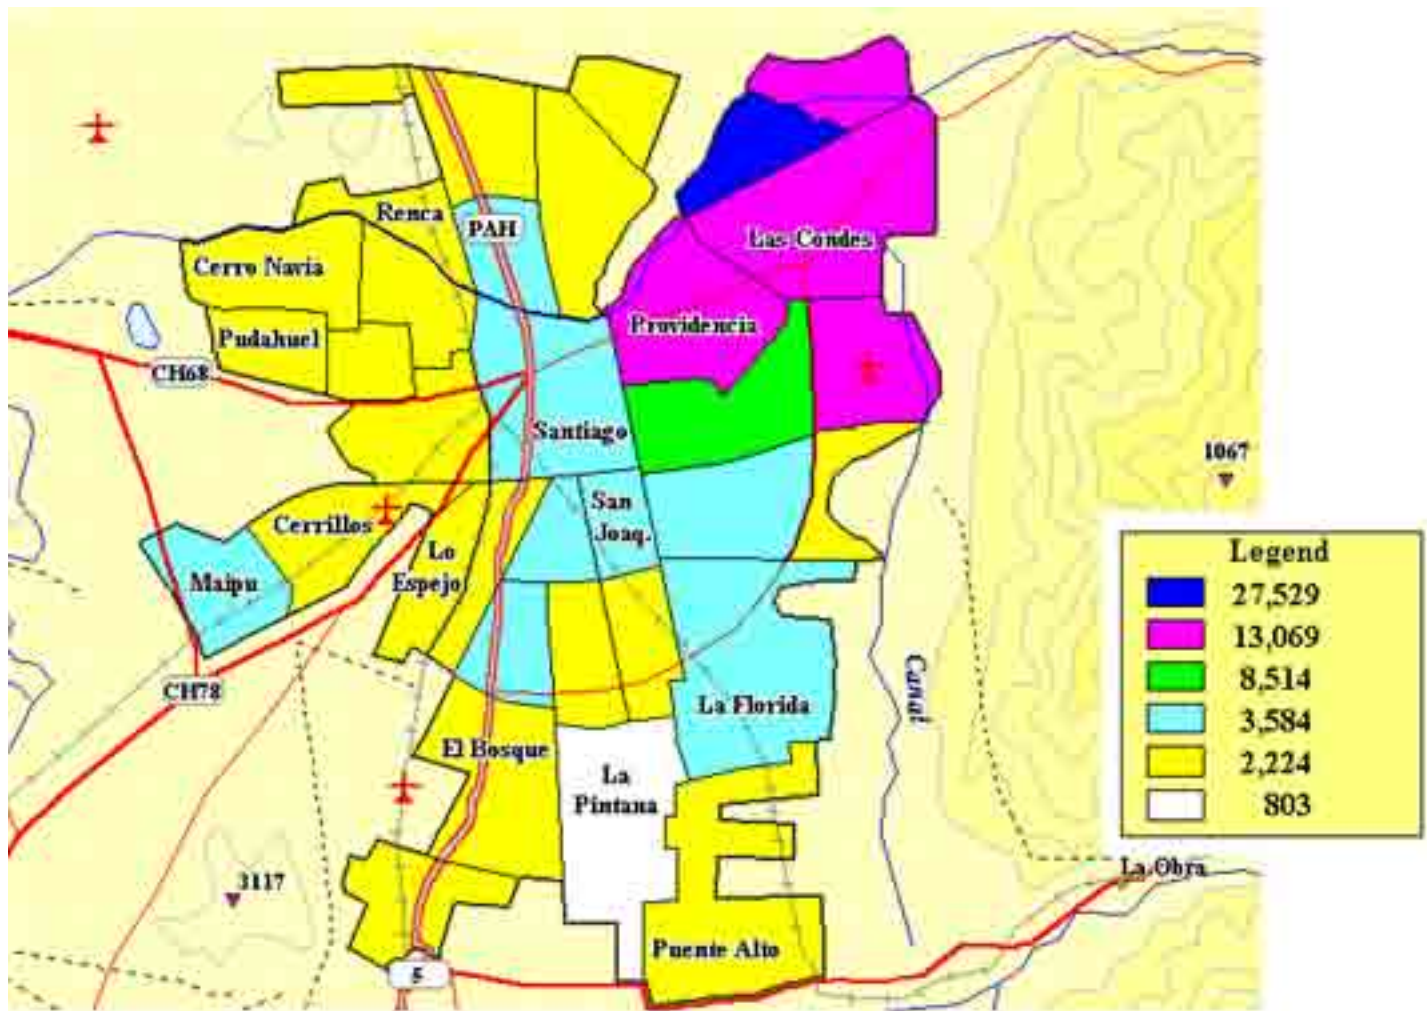 Renca
PAH
Las Condes
Cerro Navia
Providencia
Pudahuel
CH68
Santiago
1067
San
Joaq.
Cerrillos
Lo
Espejo
Maipu
Legend
27,529
13,069
8,514
3,584
2,224
803
CH78
Canal
La Florida
El Bosque
La
Pintana
La Obra
3117
Puente Alto
5